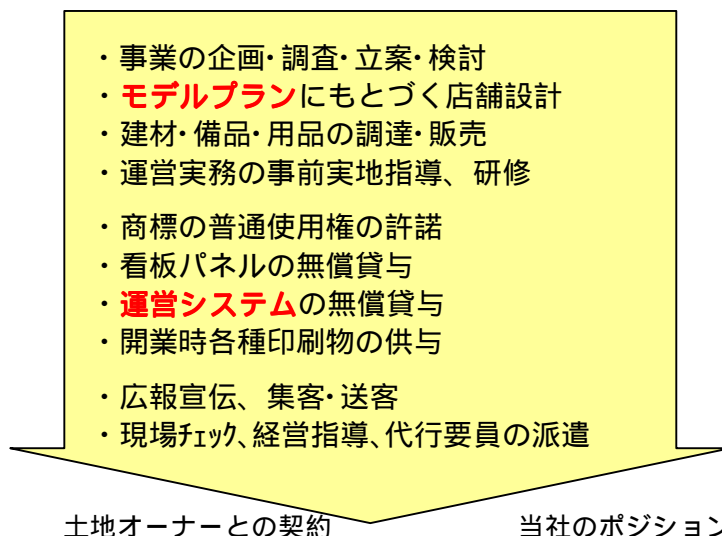 ・事業の企画・調査・立案・検討
・モデルプランにもとづく店舗設計
・建材・備品・用品の調達・販売
・運営実務の事前実地指導、研修
・商標の普通使用権の許諾
・看板パネルの無償貸与
・運営システムの無償貸与
・開業時各種印刷物の供与
・広報宣伝、集客・送客
・現場ﾁｪｯｸ、経営指導、代行要員の派遣
土地オーナーとの契約 当社のポジション